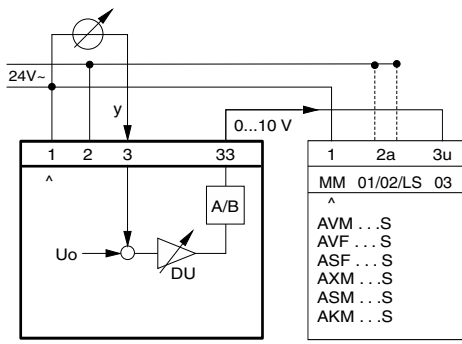 24V~
y
0...10 V
1 2 3 33
1 2a 3u
MM 01/02/LS 03
^
^
A/B
Uo
DU
AVM . . .S
AVF . . .S
ASF . . .S
AXM . . .S
ASM . . .S
AKM . . .S